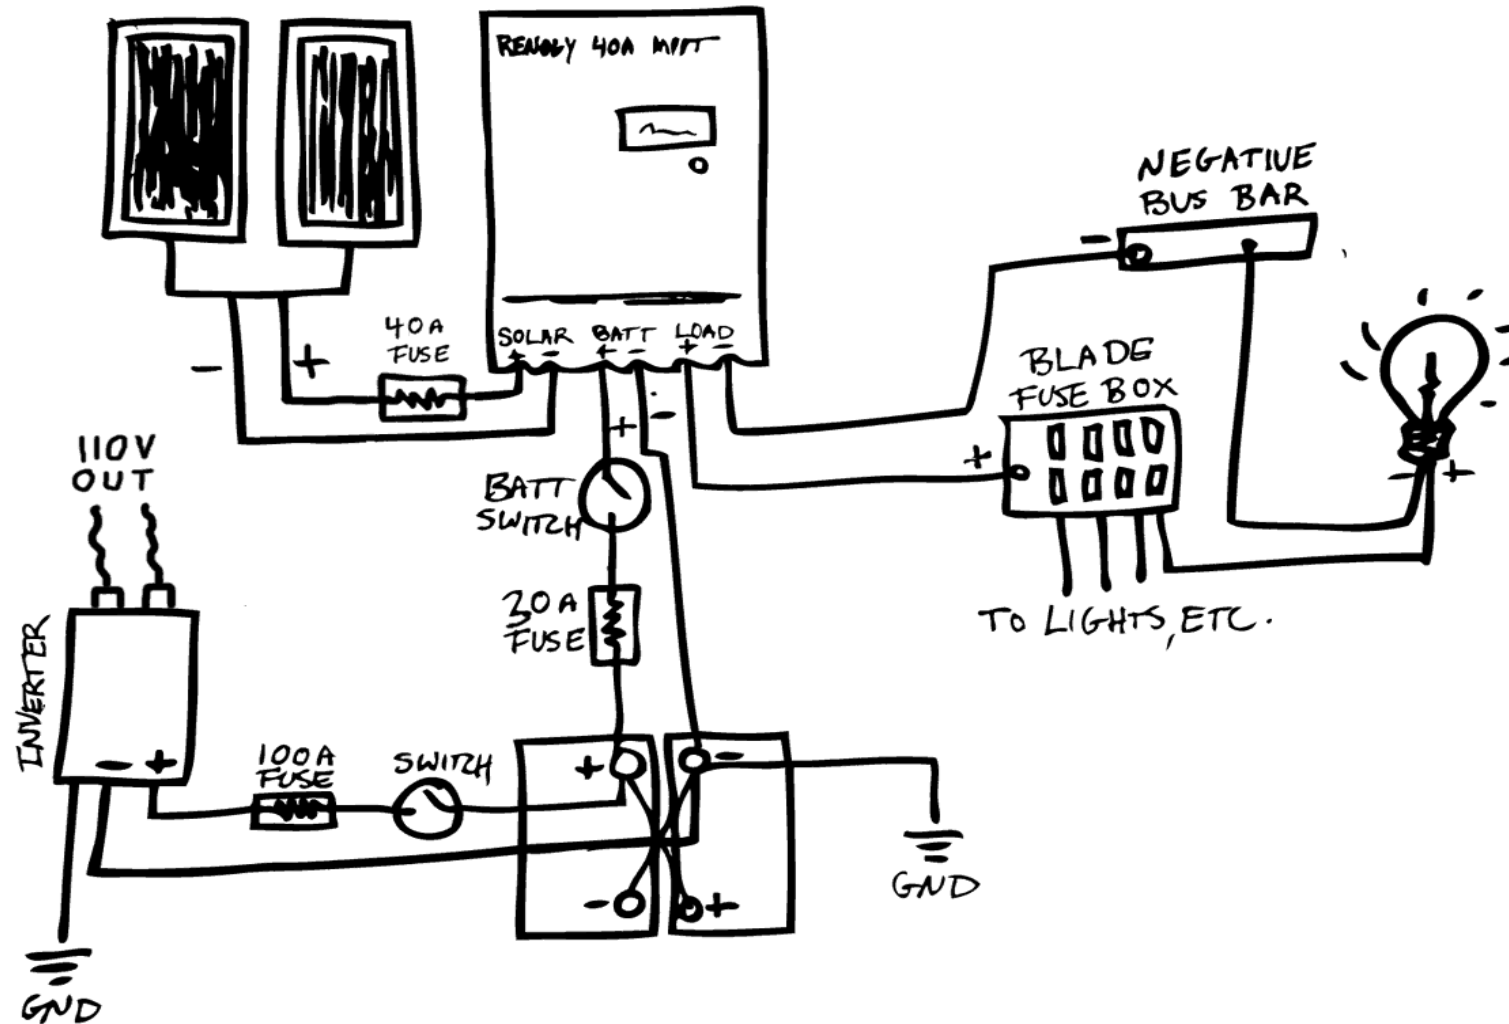 RENOGY 40A MPPT
SOLAR BATT LOAD
+ - + - + -
40A
FUSE
-
+
NEGATIVE
BUS BAR
-
BLADE
FUSE BOX
+
- +
TO LIGHTS, ETC.
+
-
BATT
SWITCH
30A
FUSE
110V
OUT
INVERTER
- +
100A
FUSE
SWITCH
+ -
- +
GND
GND